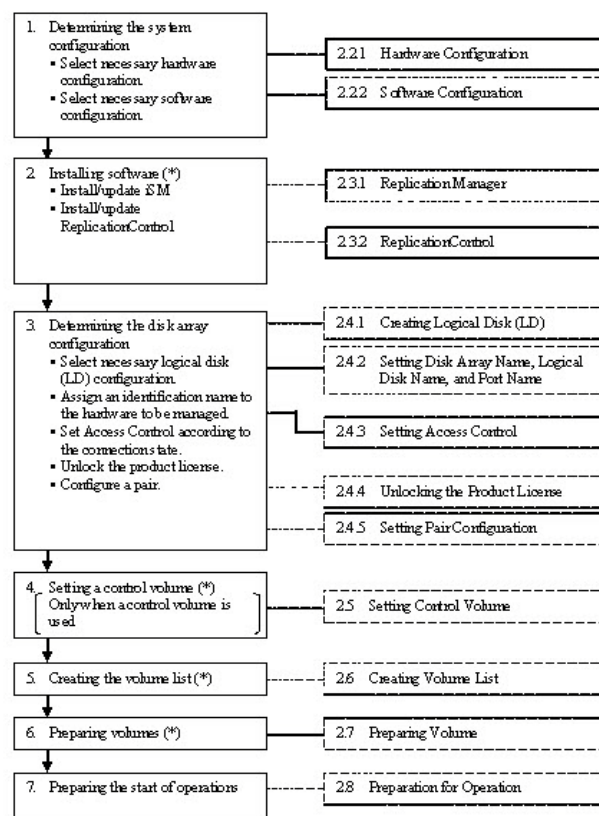 1. Determining the system
configuration
▪ Select necessary hardware
configuration.
▪ Select necessary software
configuration.
2.2.1 Hardware Configuration
2.2.2 Software Configuration
2. Installing software (*)
▪ Install/update iSM
▪ Install/update
ReplicationControl
2.3.1 Replication Manager
2.3.2 ReplicationControl
3. Determining the disk array
configuration
▪ Select necessary logical disk
(LD) configuration.
▪ Assign an identification name to
the hardware to be managed.
▪ Set Access Control according to
the connection state.
▪ Unlock the product license.
▪ Configure a pair.
2.4.1 Creating Logical Disk (LD)
2.4.2 Setting Disk Array Name, Logical
Disk Name, and Port Name
2.4.3 Setting Access Control
2.4.4 Unlocking the Product License
2.4.5 Setting Pair Configuration
4. Setting a control volume (*)
Only when a control volume is
used
2.5 Setting Control Volume
5. Creating the volume list (*)
2.6 Creating Volume List
6. Preparing volumes (*)
2.7 Preparing Volume
7. Preparing the start of operations
2.8 Preparation for Operation